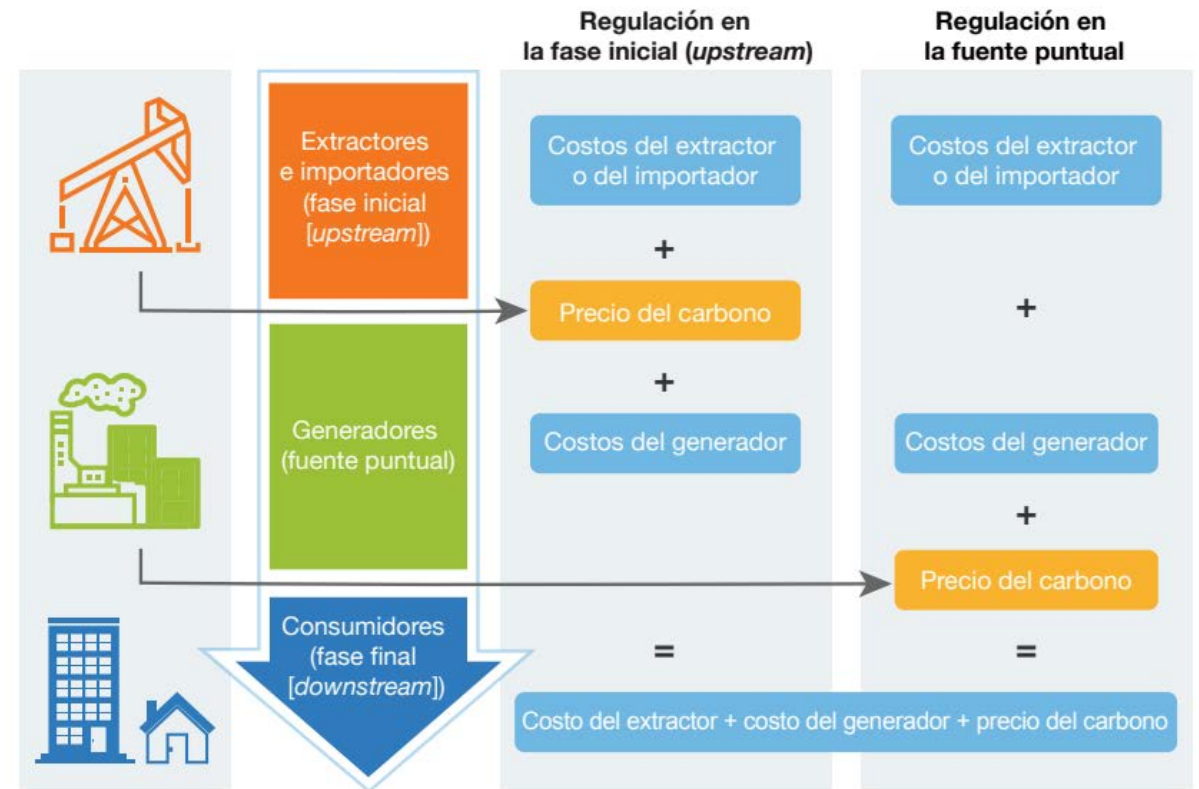 Regulación en
la fase inicial (upstream)
Regulación en
la fuente puntual
Extractores
e importadores
(fase inicial
[upstream])
Costos del extractor
o del importador
Costos del extractor
o del importador
+
Precio del carbono
+
+
Generadores
(fuente puntual)
Costos del generador
Costos del generador
+
Precio del carbono
Consumidores
(fase final
[downstream])
=
=
Costo del extractor + costo del generador + precio del carbono